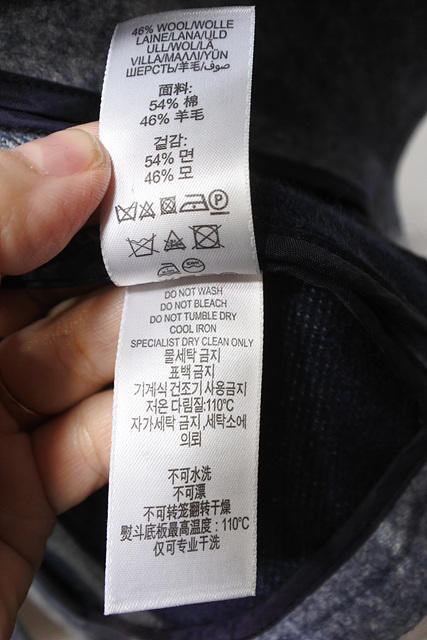 46% WOOL/WOLLE
LAINE/LANA/ULD
ULL/WOL/LÃ
VILLA/ΜΑΛΛΙ/YÜN
ШЕРСТЬ/羊毛/صوف
面料:
54% 棉
46% 羊毛
겉감:
54% 면
46% 모
P
DO NOT WASH
DO NOT BLEACH
DO NOT TUMBLE DRY
COOL IRON
SPECIALIST DRY CLEAN ONLY
물세탁 금지
표백 금지
기계식 건조기 사용금지
저온 다림질:110°C
자가세탁 금지,세탁소에
의뢰
不可水洗
不可漂
不可转笼翻转干燥
熨斗底板最高温度：110°C
仅可专业干洗